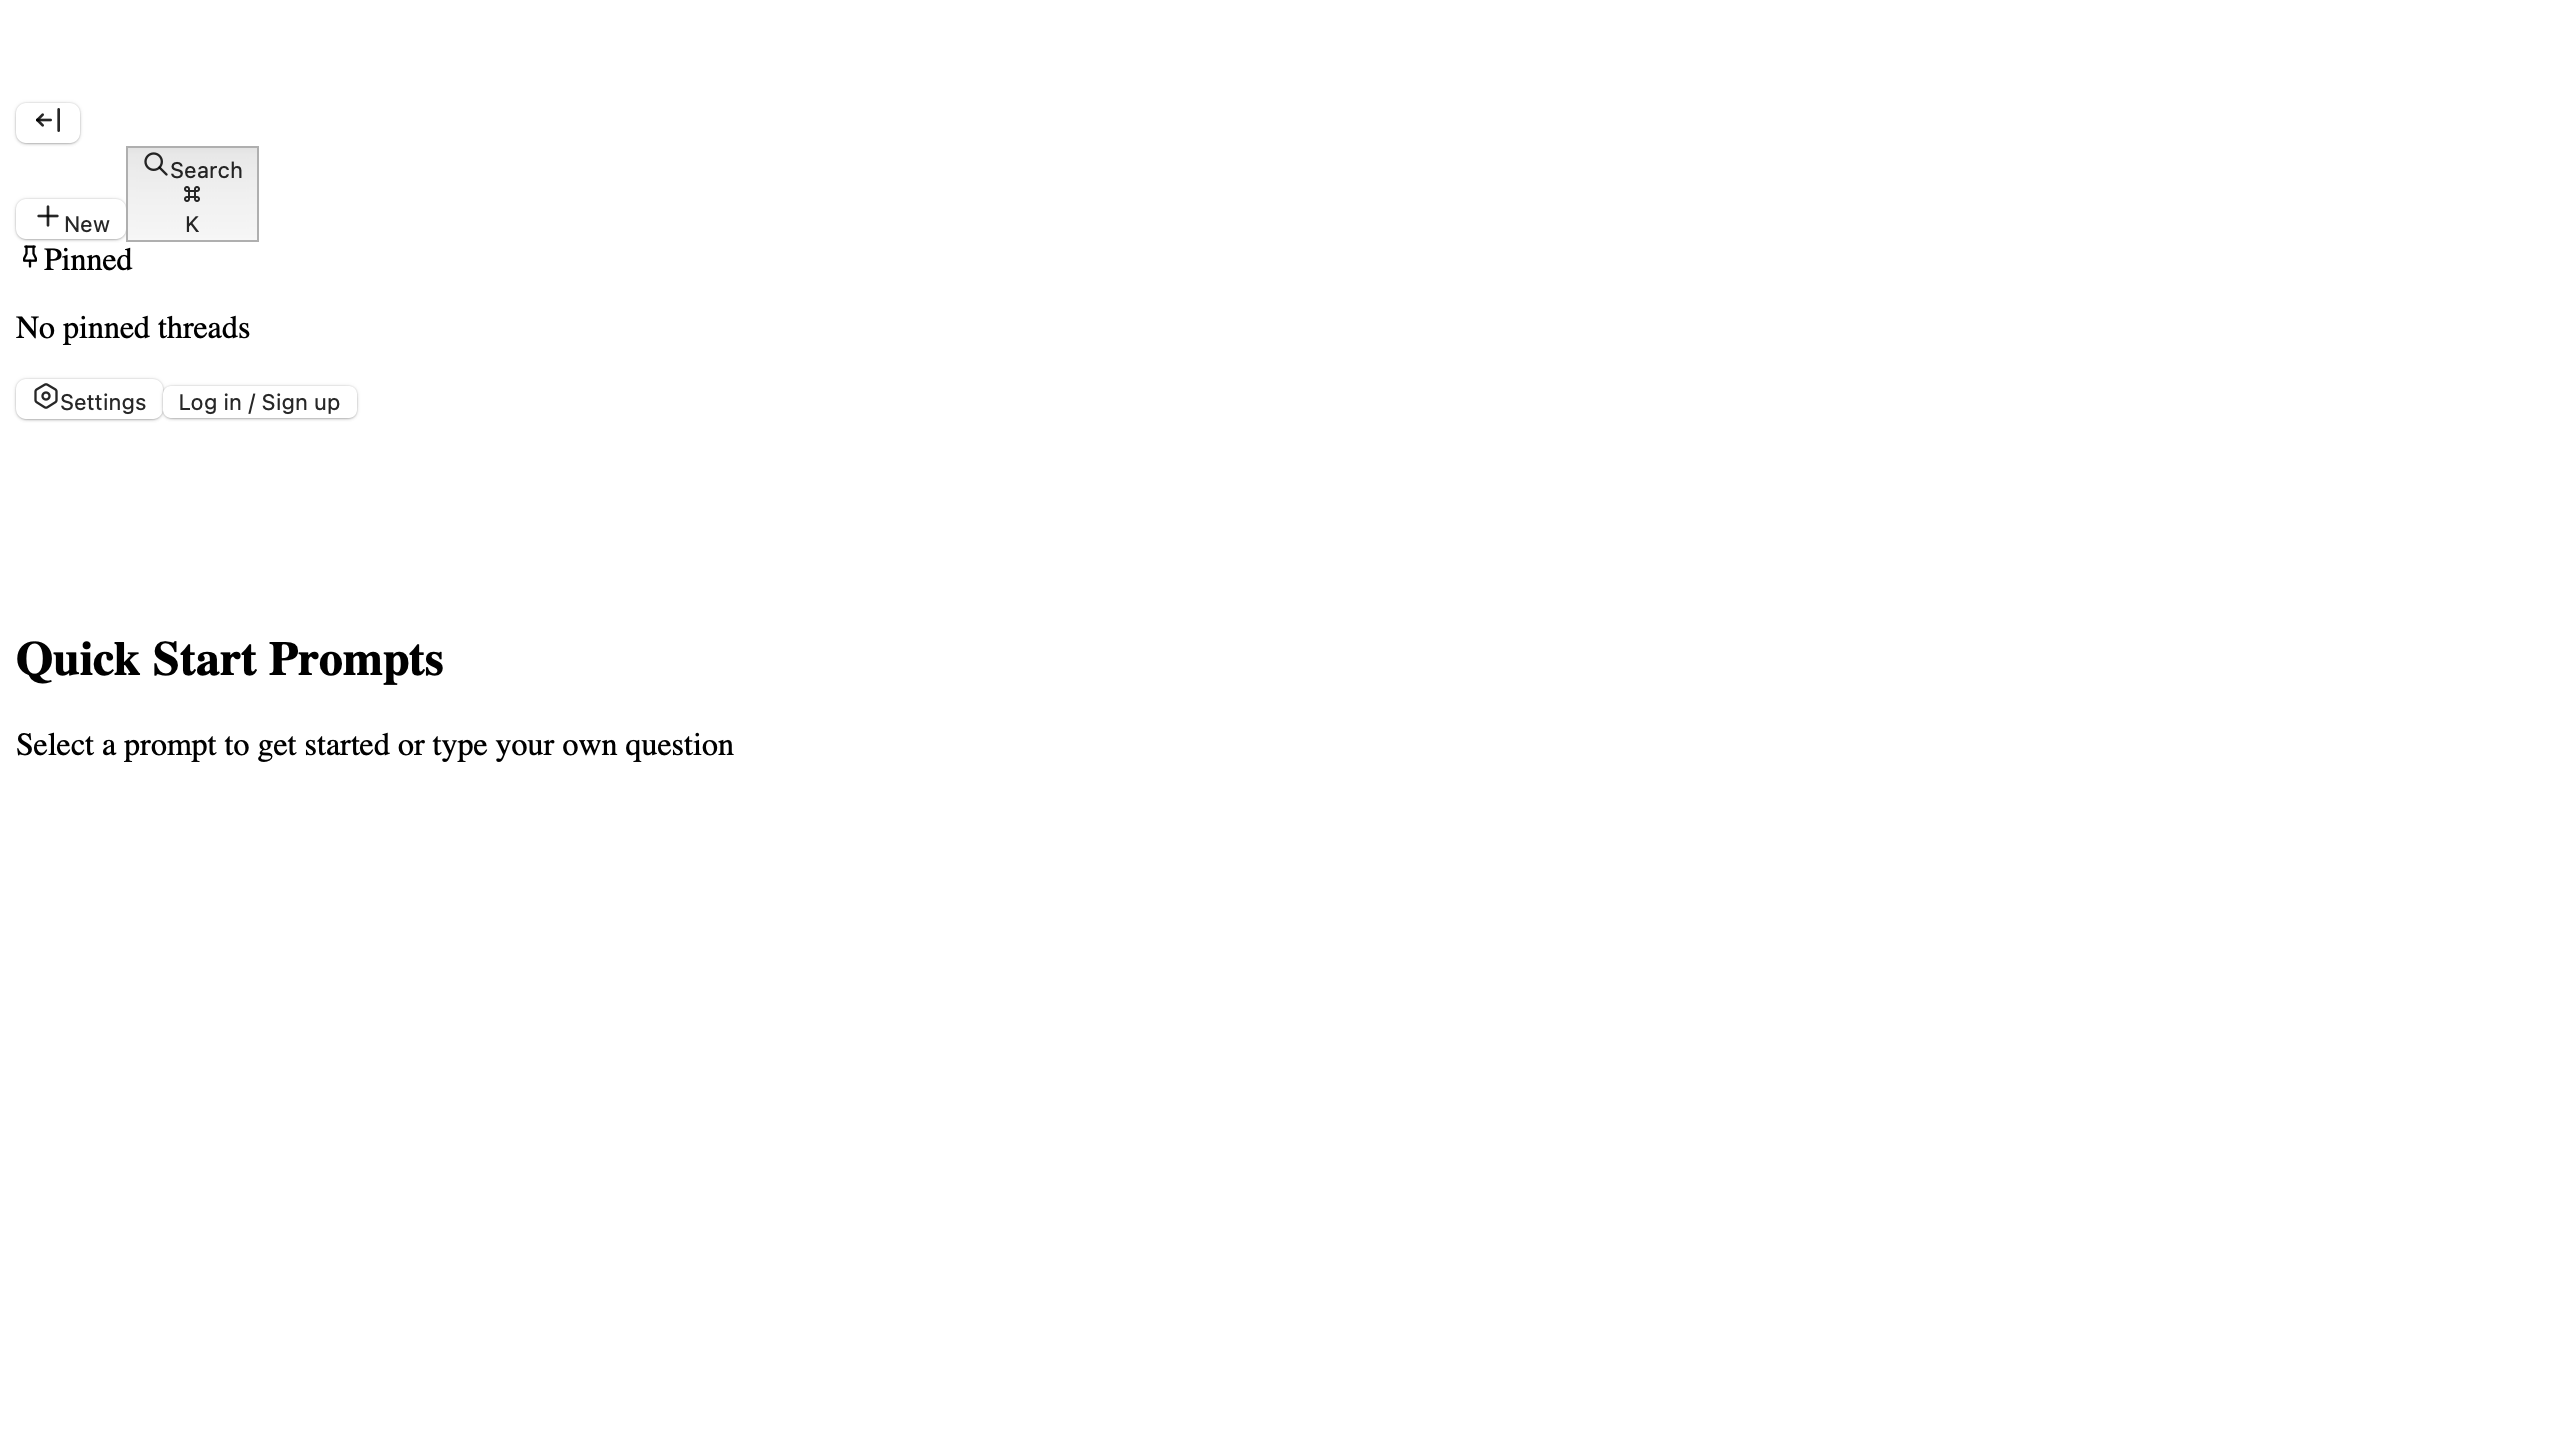 Search
⌘
K
New
Pinned
No pinned threads
Settings
Log in / Sign up
Quick Start Prompts
Select a prompt to get started or type your own question